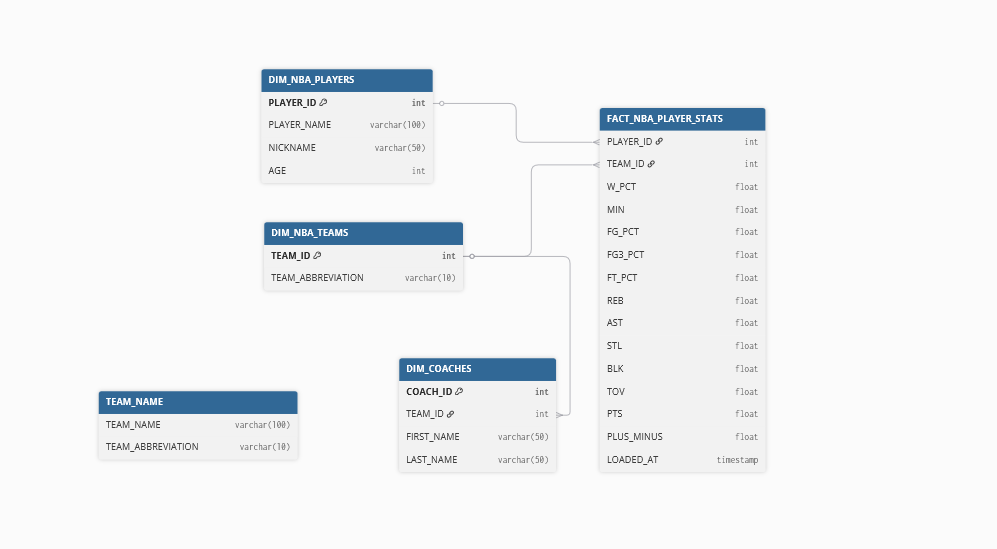 DIM_NBA_PLAYERS
PLAYER_ID int
PLAYER_NAME varchar(100)
NICKNAME varchar(50)
AGE int
FACT_NBA_PLAYER_STATS
PLAYER_ID int
TEAM_ID int
W_PCT float
MIN float
FG_PCT float
FG3_PCT float
FT_PCT float
REB float
AST float
STL float
BLK float
TOV float
PTS float
PLUS_MINUS float
LOADED_AT timestamp
DIM_NBA_TEAMS
TEAM_ID int
TEAM_ABBREVIATION varchar(10)
DIM_COACHES
COACH_ID int
TEAM_ID int
FIRST_NAME varchar(50)
LAST_NAME varchar(50)
TEAM_NAME
TEAM_NAME varchar(100)
TEAM_ABBREVIATION varchar(10)